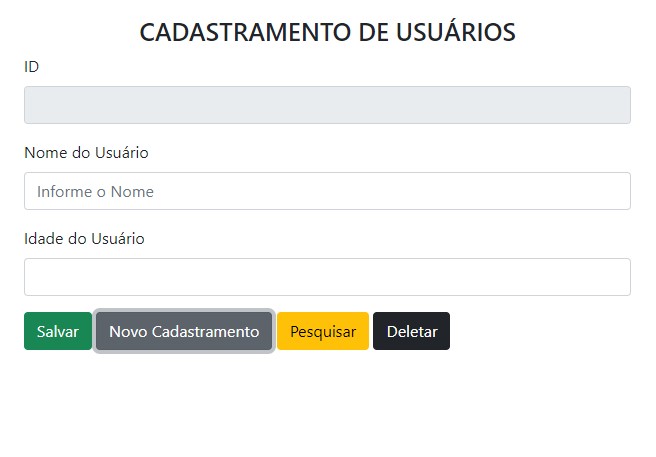 CADASTRAMENTO DE USUÁRIOS
ID
Nome do Usuário
Informe o Nome
Idade do Usuário
Salvar Novo Cadastramento Pesquisar Deletar